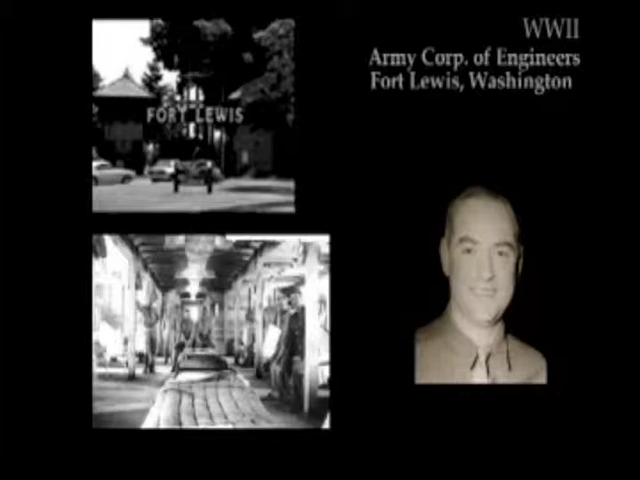 WWII
Army Corp. of Engineers
Fort Lewis, Washington
FORT LEWIS